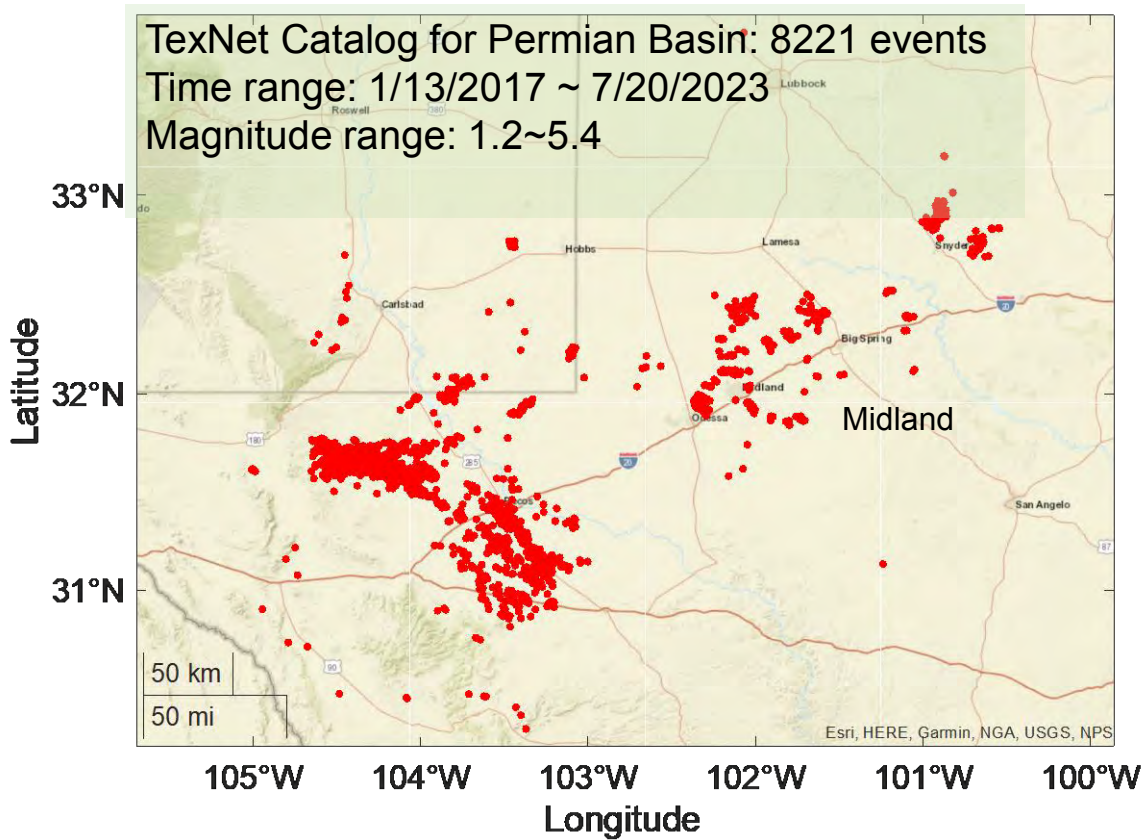 TexNet Catalog for Permian Basin: 8221 events
Time range: 1/13/2017 ~ 7/20/2023
Magnitude range: 1.2~5.4
Lubbock
Roswell
380
33°N
Snyder
Lamesa
Hobbs
Carlsbad
20
Big Spring
32°N
Midland
Odessa
Midland
180
285
20
Pecos
San Angelo
87
31°N
90
50 km
50 mi
Esri, HERE, Garmin, NGA, USGS, NPS
105°W
104°W
103°W
102°W
101°W
100°W
Longitude
Latitude